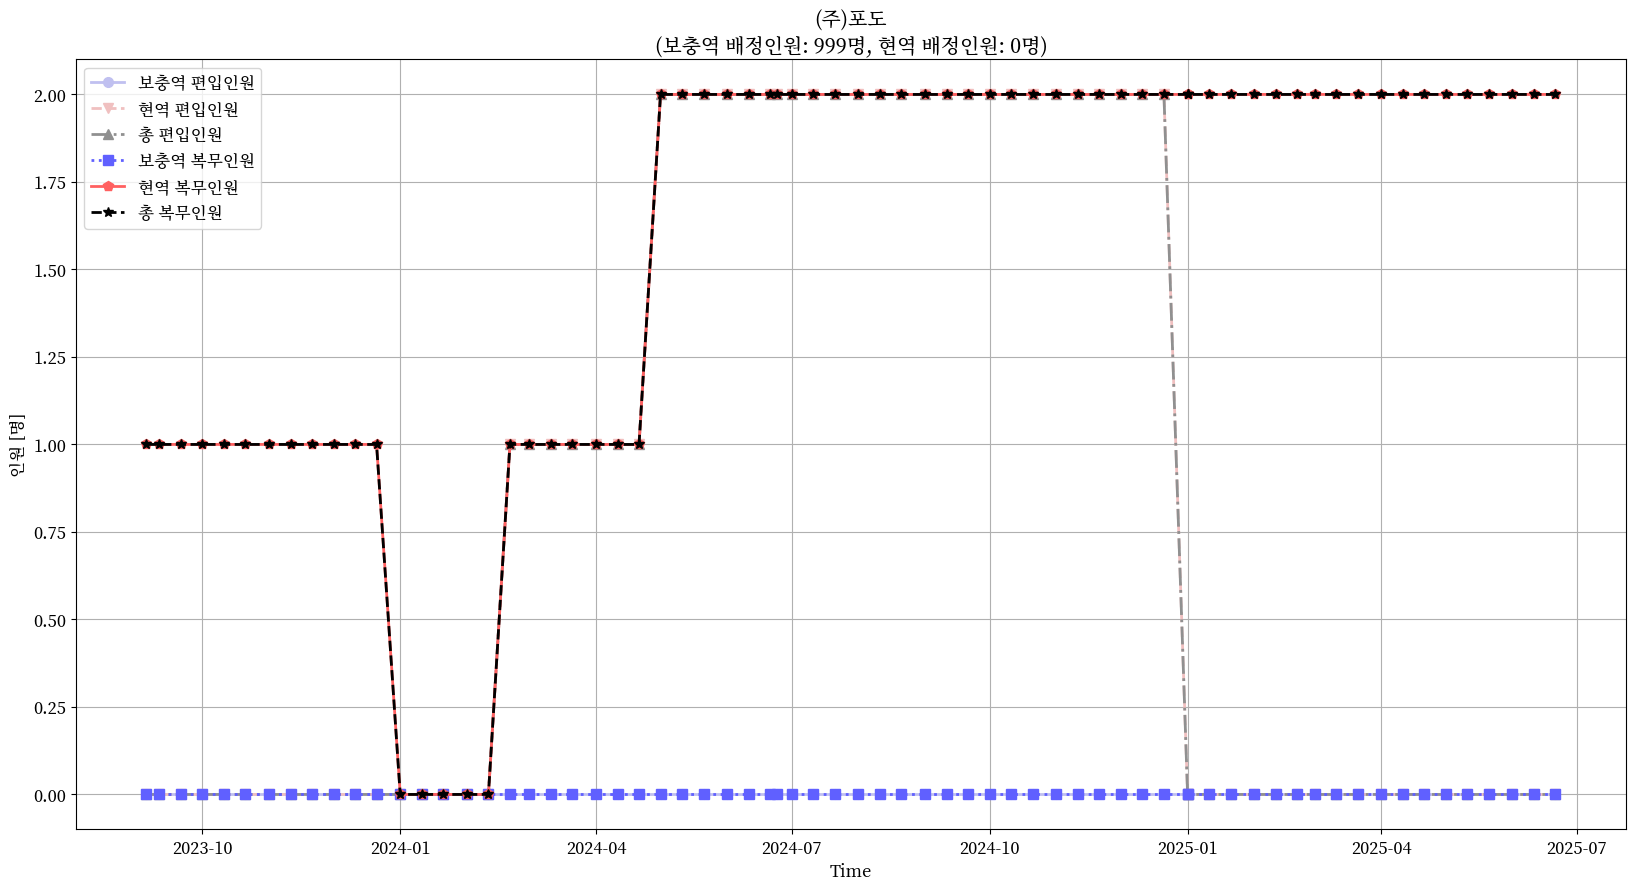 (주)포도
(보충역 배정인원: 999명, 현역 배정인원: 0명)
보충역 편입인원
현역 편입인원
총 편입인원
보충역 복무인원
현역 복무인원
총 복무인원
2.00
1.75
1.50
1.25
1.00
0.75
0.50
0.25
0.00
인원 [명]
2023-10 2024-01 2024-04 2024-07 2024-10 2025-01 2025-04 2025-07
Time